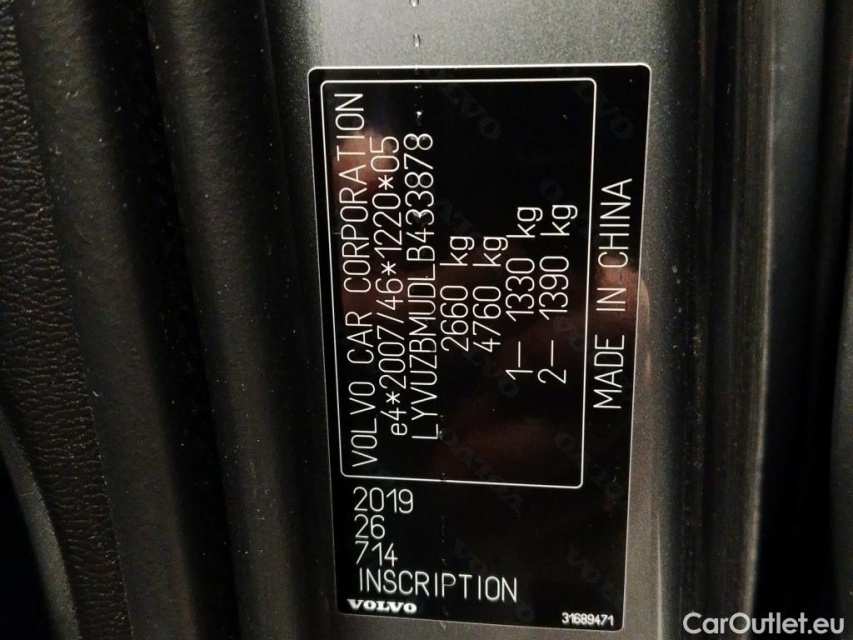 VOLVO CAR CORPORATION
e4*2007/46*1220*05
LYVUZBMUDLB433878
2660 kg
4760 kg
1– 1330 kg
2– 1390 kg
MADE IN CHINA
2019
26
714
INSCRIPTION
VOLVO
31689471
CarOutlet.eu